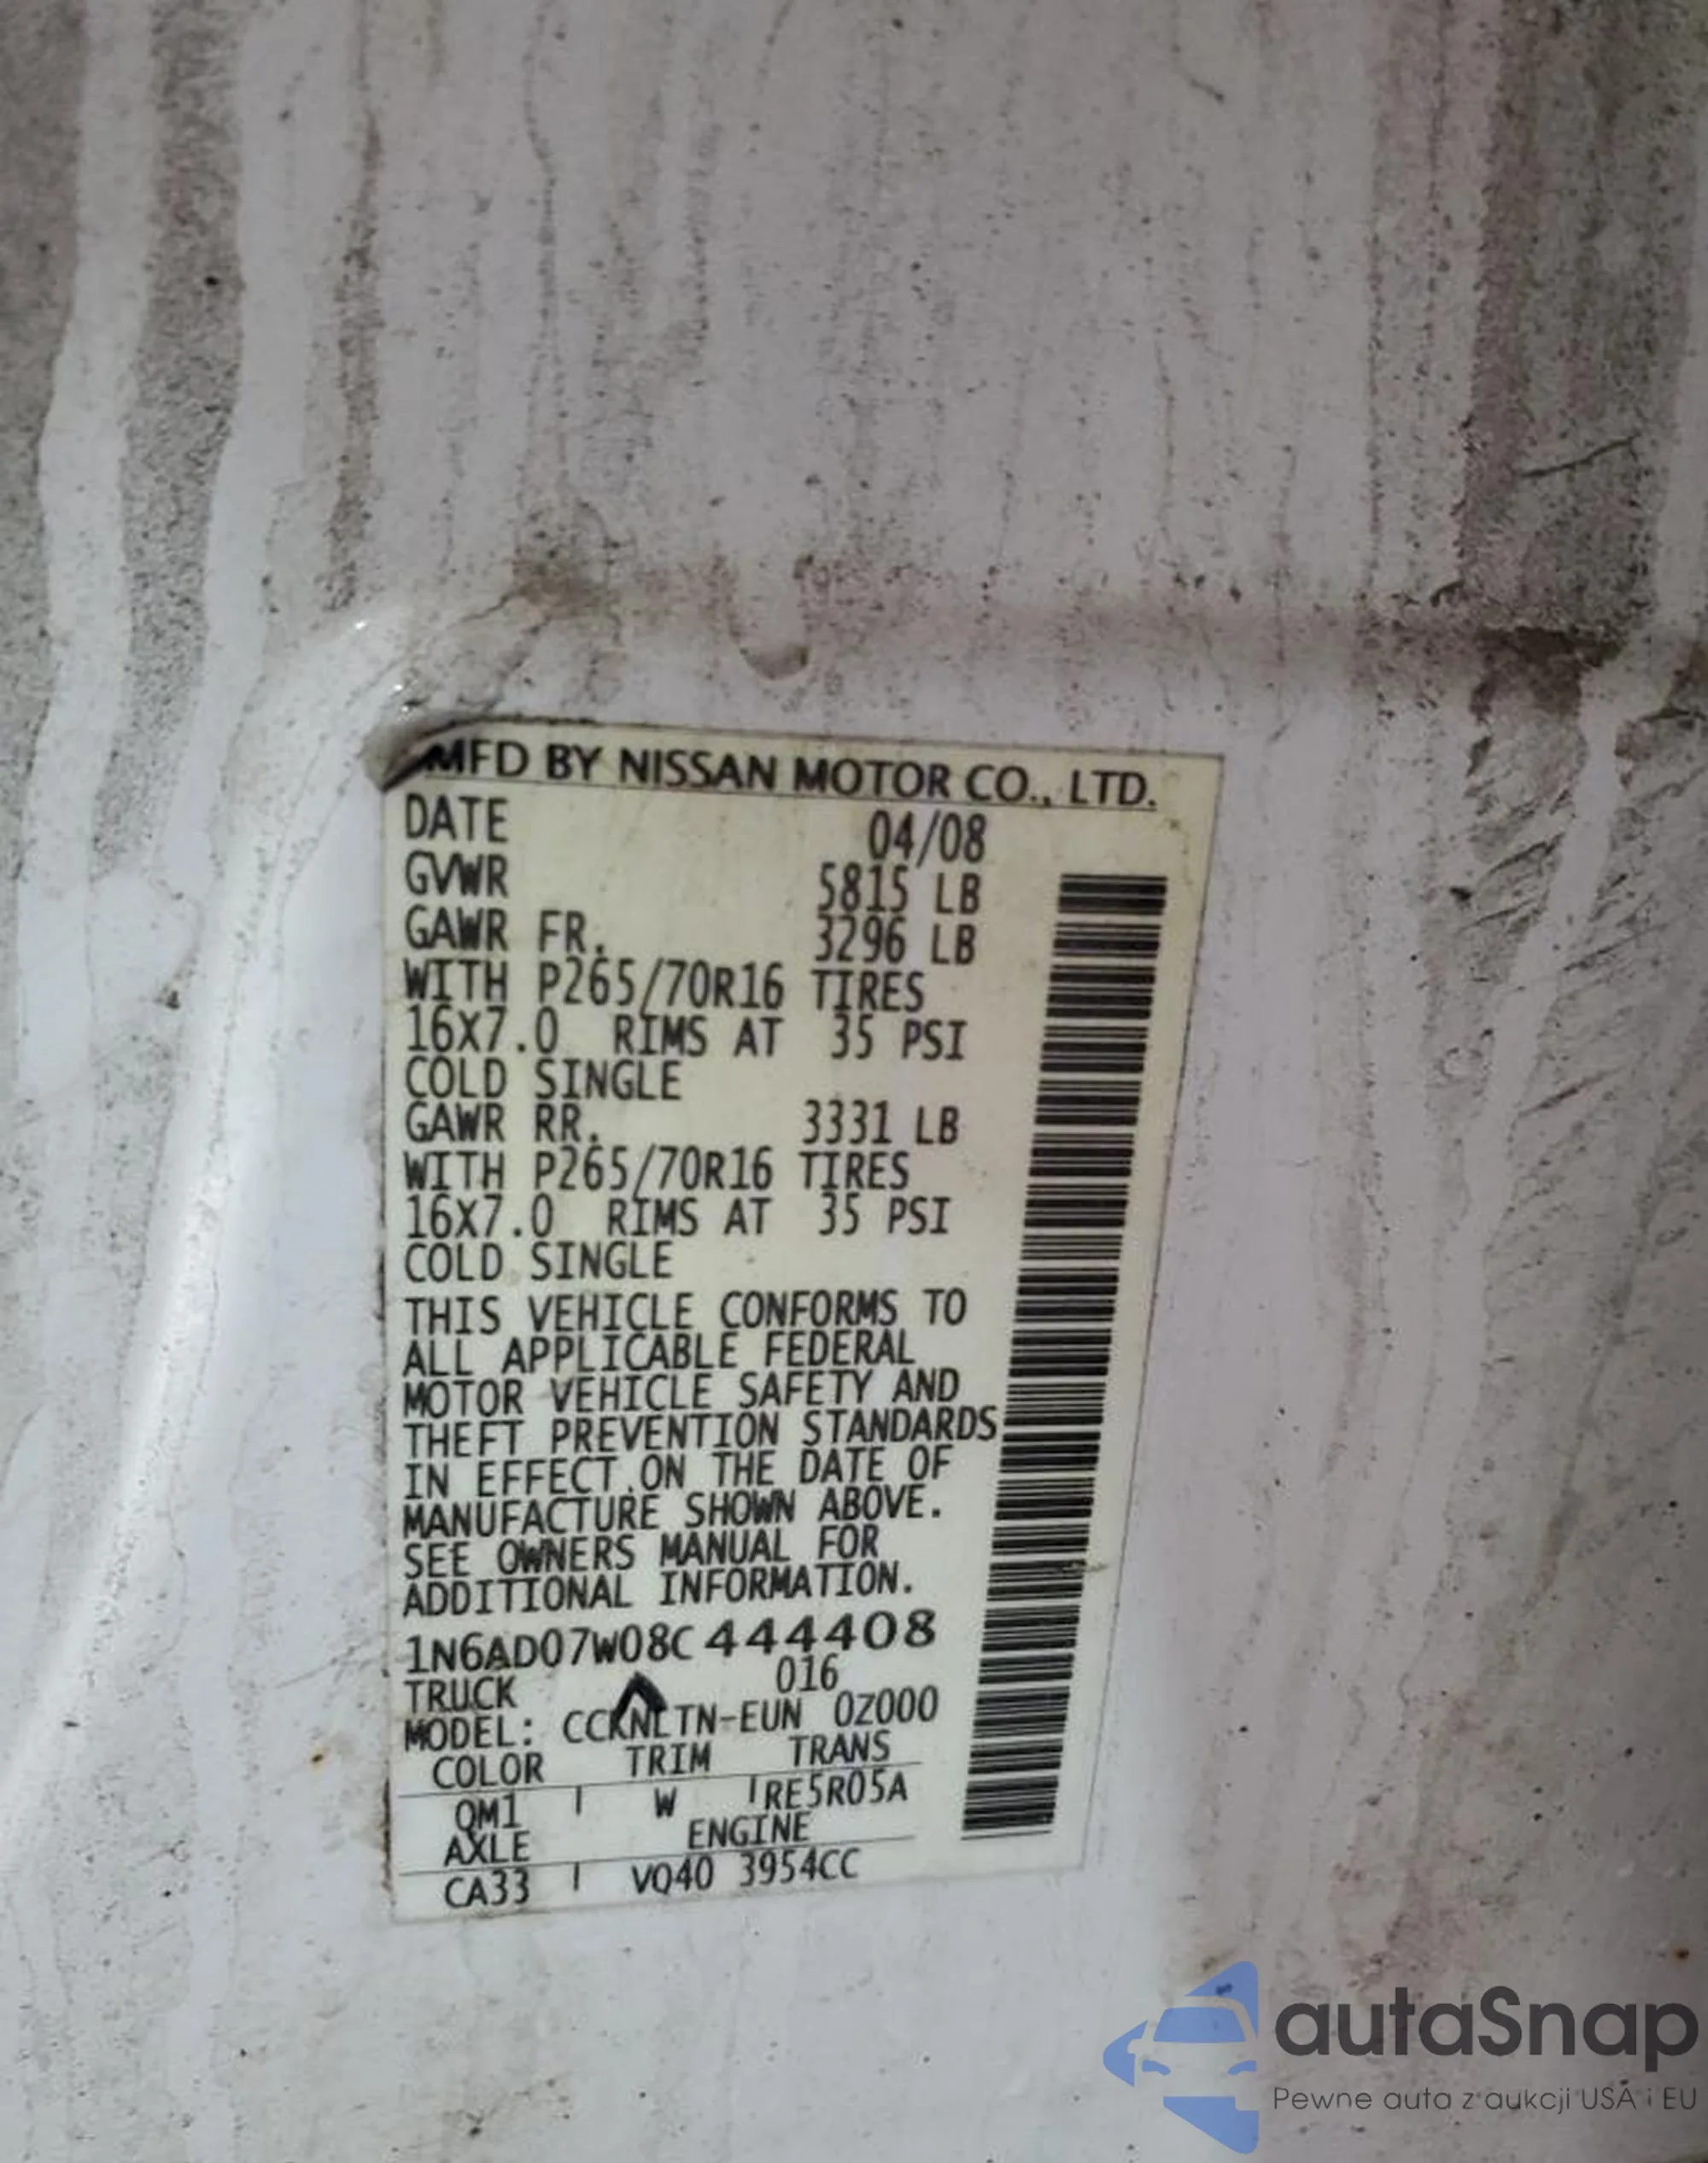 MFD BY NISSAN MOTOR CO., LTD.
DATE 04/08
GVWR 5815 LB
GAWR FR. 3296 LB
WITH P265/70R16 TIRES
16X7.0 RIMS AT 35 PSI
COLD SINGLE
GAWR RR. 3331 LB
WITH P265/70R16 TIRES
16X7.0 RIMS AT 35 PSI
COLD SINGLE
THIS VEHICLE CONFORMS TO
ALL APPLICABLE FEDERAL
MOTOR VEHICLE SAFETY AND
THEFT PREVENTION STANDARDS
IN EFFECT ON THE DATE OF
MANUFACTURE SHOWN ABOVE.
SEE OWNERS MANUAL FOR
ADDITIONAL INFORMATION.
1N6AD07W08C444408
TRUCK 016
MODEL: CCKNLTN-EUN 0Z000
COLOR TRIM TRANS
QM1 W RE5R05A
AXLE ENGINE
CA33 VQ40 3954CC
autaSnap
Pewne auta z aukcji USA i EU